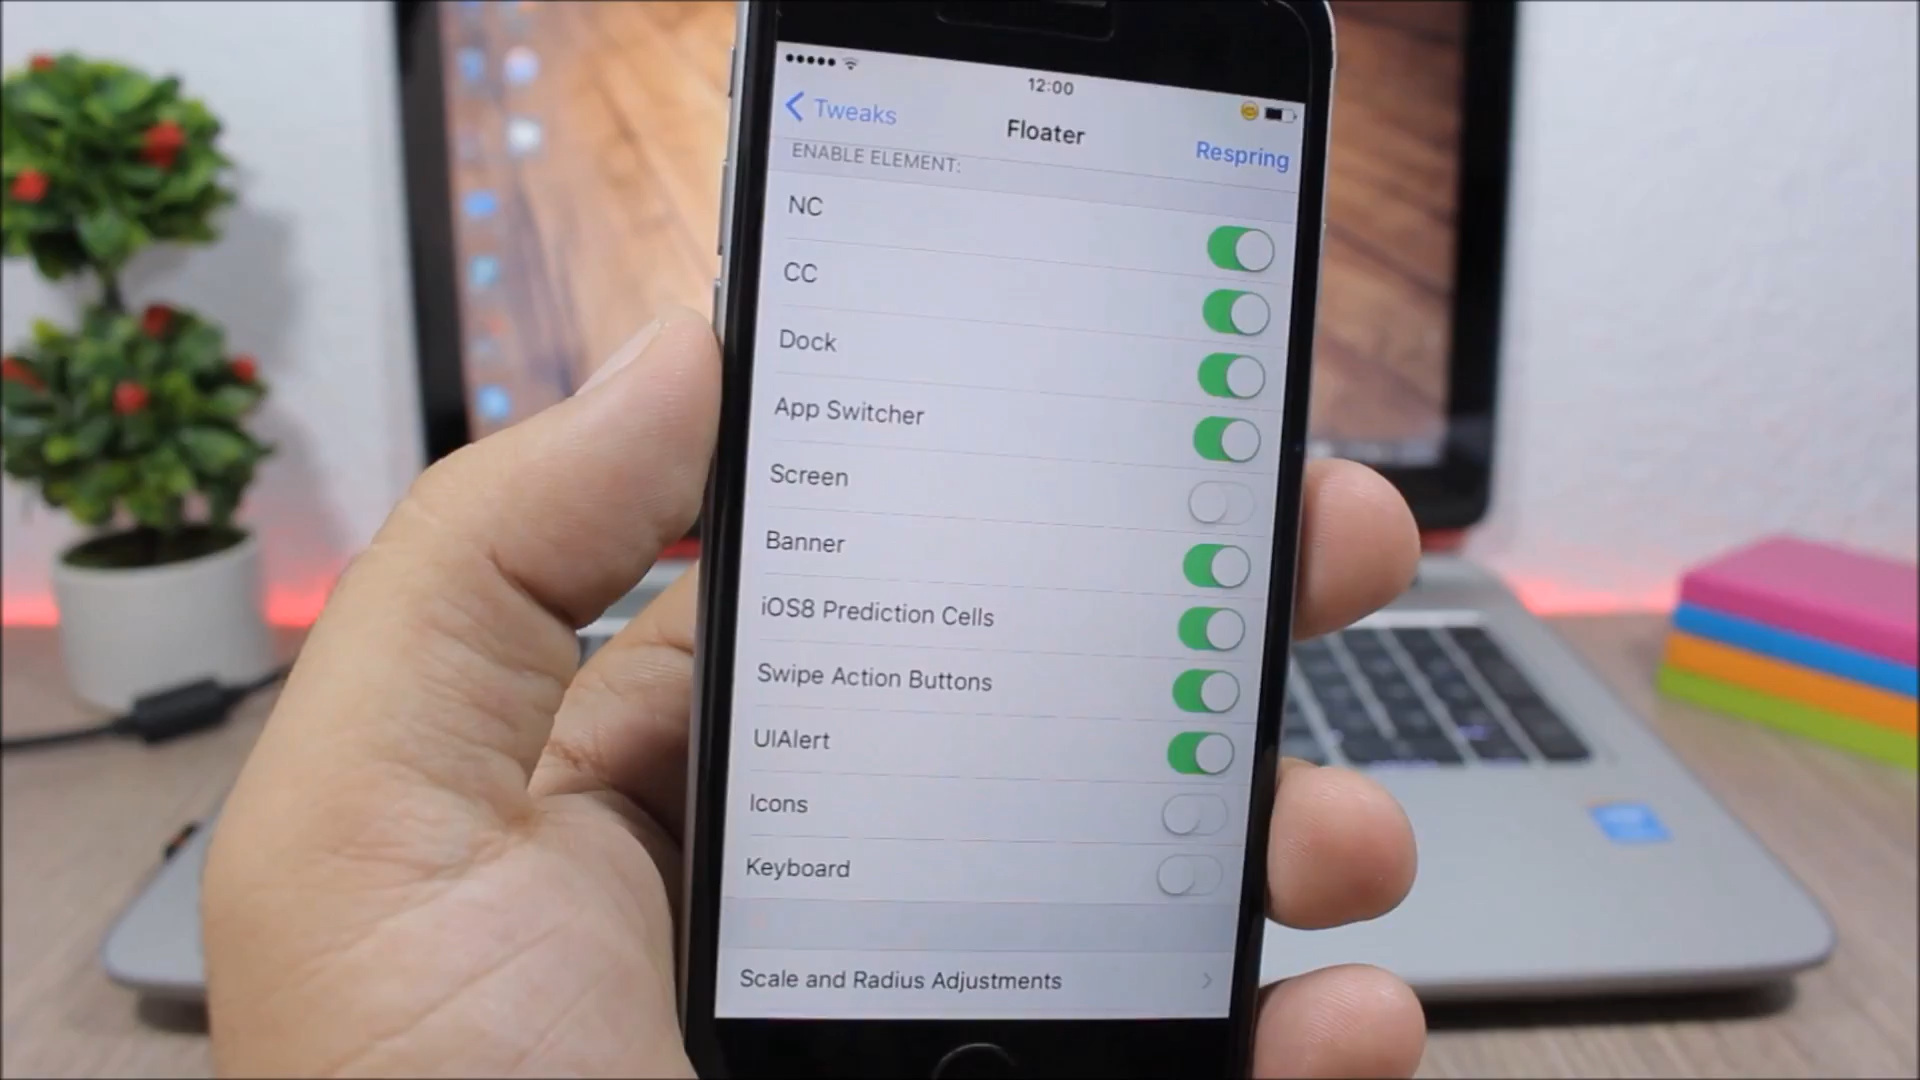 12:00
Tweaks
Floater
Respring
ENABLE ELEMENT:
NC
CC
Dock
App Switcher
Screen
Banner
iOS8 Prediction Cells
Swipe Action Buttons
UIAlert
Icons
Keyboard
Scale and Radius Adjustments